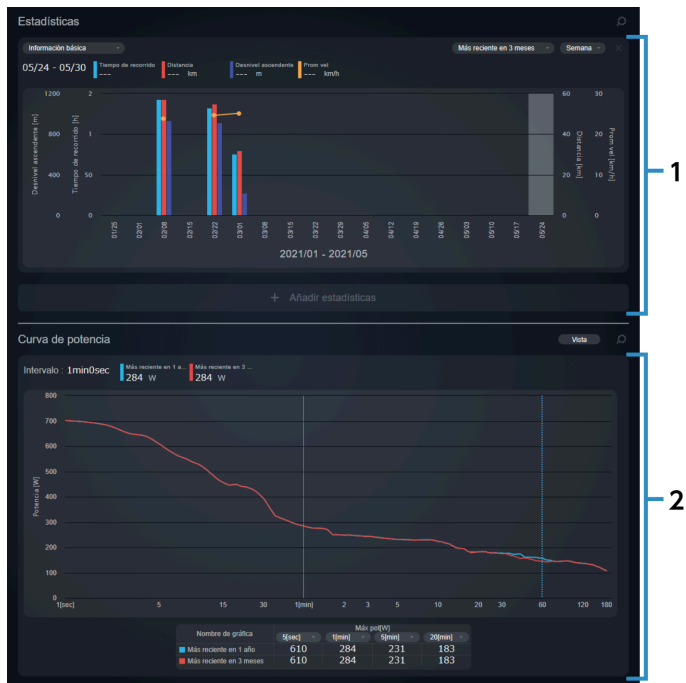 Estadísticas
Información básica
Más reciente en 3 meses
Semana
05/24 - 05/30
Tiempo de recorrido
---
Distancia
--- km
Desnivel ascendente
--- m
Prom vel
--- km/h
Desnivel ascendente [m]
Tiempo de recorrido [h]
1200 2 60 30
800 1 40 20
400 50 20 10
0 0 0 0
Distancia [km]
Prom vel [km/h]
01/25 02/01 02/08 02/15 02/22 03/01 03/08 03/15 03/22 03/29 04/05 04/12 04/19 04/26 05/03 05/10 05/17 05/24
2021/01 - 2021/05
+ Añadir estadísticas
1
Curva de potencia
Vista
Intervalo : 1min0sec
Más reciente en 1 a...
284 W
Más reciente en 3 ...
284 W
Potencia [W]
800
700
600
500
400
300
200
100
0
1[sec] 5 15 30 1[min] 2 3 5 10 20 30 60 120 180
Nombre de gráfica
Máx pot[W]
5[sec] 1[min] 5[min] 20[min]
Más reciente en 1 año 610 284 231 183
Más reciente en 3 meses 610 284 231 183
2